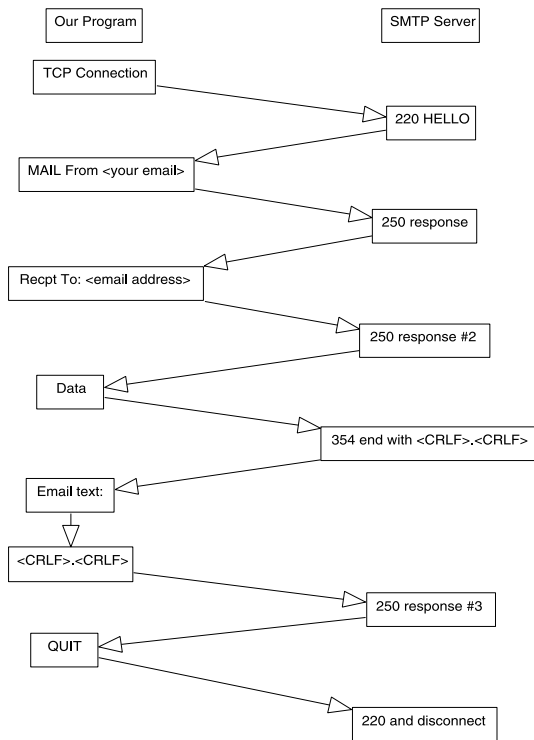 Our Program
SMTP Server
TCP Connection
220 HELLO
MAIL From <your email>
250 response
Recpt To: <email address>
250 response #2
Data
354 end with <CRLF>.<CRLF>
Email text:
<CRLF>.<CRLF>
250 response #3
QUIT
220 and disconnect